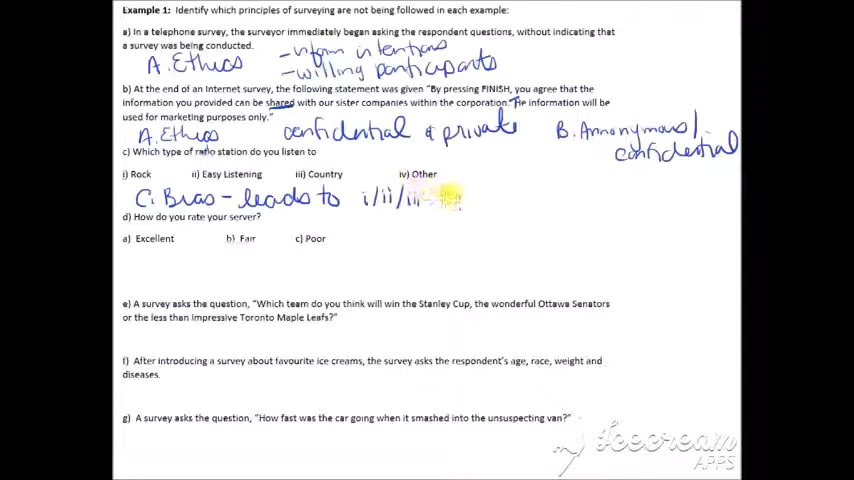 Example 1: Identify which principles of surveying are not being followed in each example:
a) In a telephone survey, the surveyor immediately began asking the respondent questions, without indicating that
a survey was being conducted.
A. Ethics
- inform intentions
- willing participants
b) At the end of an Internet survey, the following statement was given "By pressing FINISH, you agree that the
information you provided can be shared with our sister companies within the corporation. The information will be
used for marketing purposes only."
A. Ethics confidential & private
B. Annonymous/
confidential
c) Which type of radio station do you listen to
i) Rock ii) Easy Listening iii) Country iv) Other
C. Bias - leads to i/ii/iii
d) How do you rate your server?
a) Excellent b) Fair c) Poor
e) A survey asks the question, "Which team do you think will win the Stanley Cup, the wonderful Ottawa Senators
or the less than impressive Toronto Maple Leafs?"
f) After introducing a survey about favourite ice creams, the survey asks the respondent's age, race, weight and
diseases.
g) A survey asks the question, "How fast was the car going when it smashed into the unsuspecting van?"
Icecream
APPS